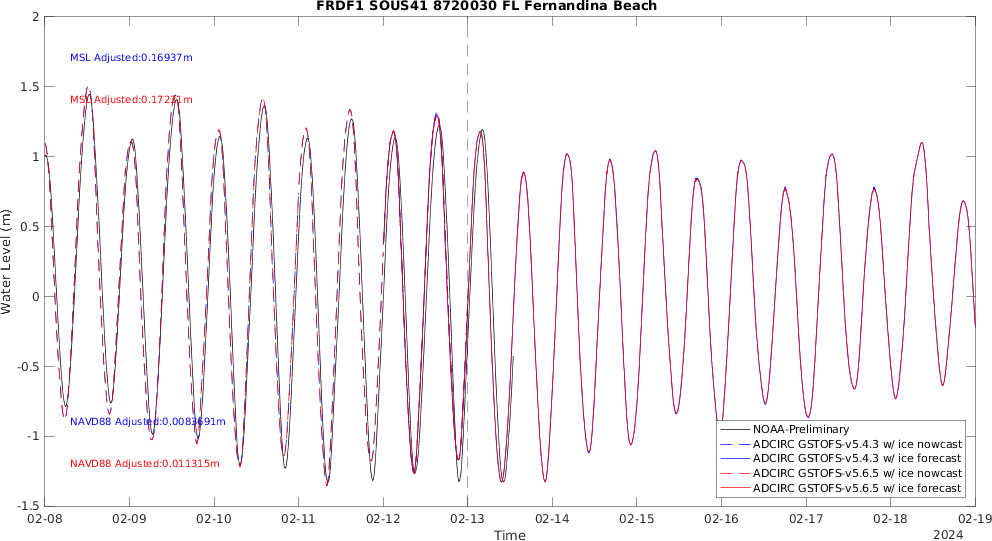 FRDF1 SOUS41 8720030 FL Fernandina Beach
2
1.5
1
0.5
0
-0.5
-1
-1.5
Water Level (m)
MSL Adjusted:0.16937m
MSL Adjusted:0.17231m
NAVD88 Adjusted:0.0083691m
NAVD88 Adjusted:0.011315m
NOAA-Preliminary
ADCIRC GSTOFS-v5.4.3 w/ ice nowcast
ADCIRC GSTOFS-v5.4.3 w/ ice forecast
ADCIRC GSTOFS-v5.6.5 w/ ice nowcast
ADCIRC GSTOFS-v5.6.5 w/ ice forecast
02-08 02-09 02-10 02-11 02-12 02-13 02-14 02-15 02-16 02-17 02-18 02-19
Time
2024